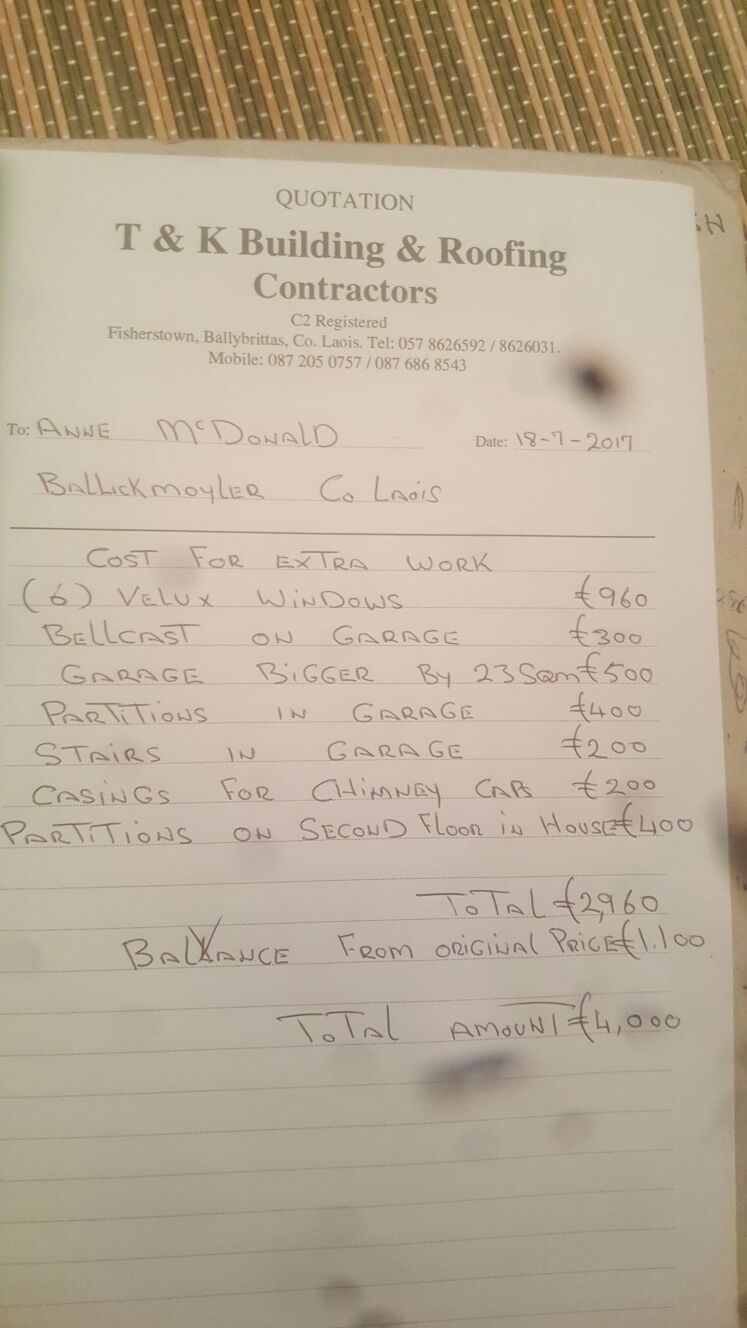 QUOTATION
T & K Building & Roofing
Contractors
C2 Registered
Fisherstown, Ballybrittas, Co. Laois. Tel: 057 8626592 / 8626031.
Mobile: 087 205 0757 / 087 686 8543
To: ANNE McDONALD
Date: 18-7-2017
BALLICKMOYLER Co LAOIS
COST FOR EXTRA WORK
(6) VELUX WINDOWS €960
BELLCAST ON GARAGE €300
GARAGE BIGGER By 23 Sqm €500
PARTITIONS IN GARAGE €400
STAIRS IN GARAGE €200
CASINGS FOR CHIMNEY CAPS €200
PARTITIONS ON SECOND FLOOR IN HOUSE €400
TOTAL €2,960
BALANCE FROM ORIGINAL PRICE €1.100
TOTAL AMOUNT €4,000